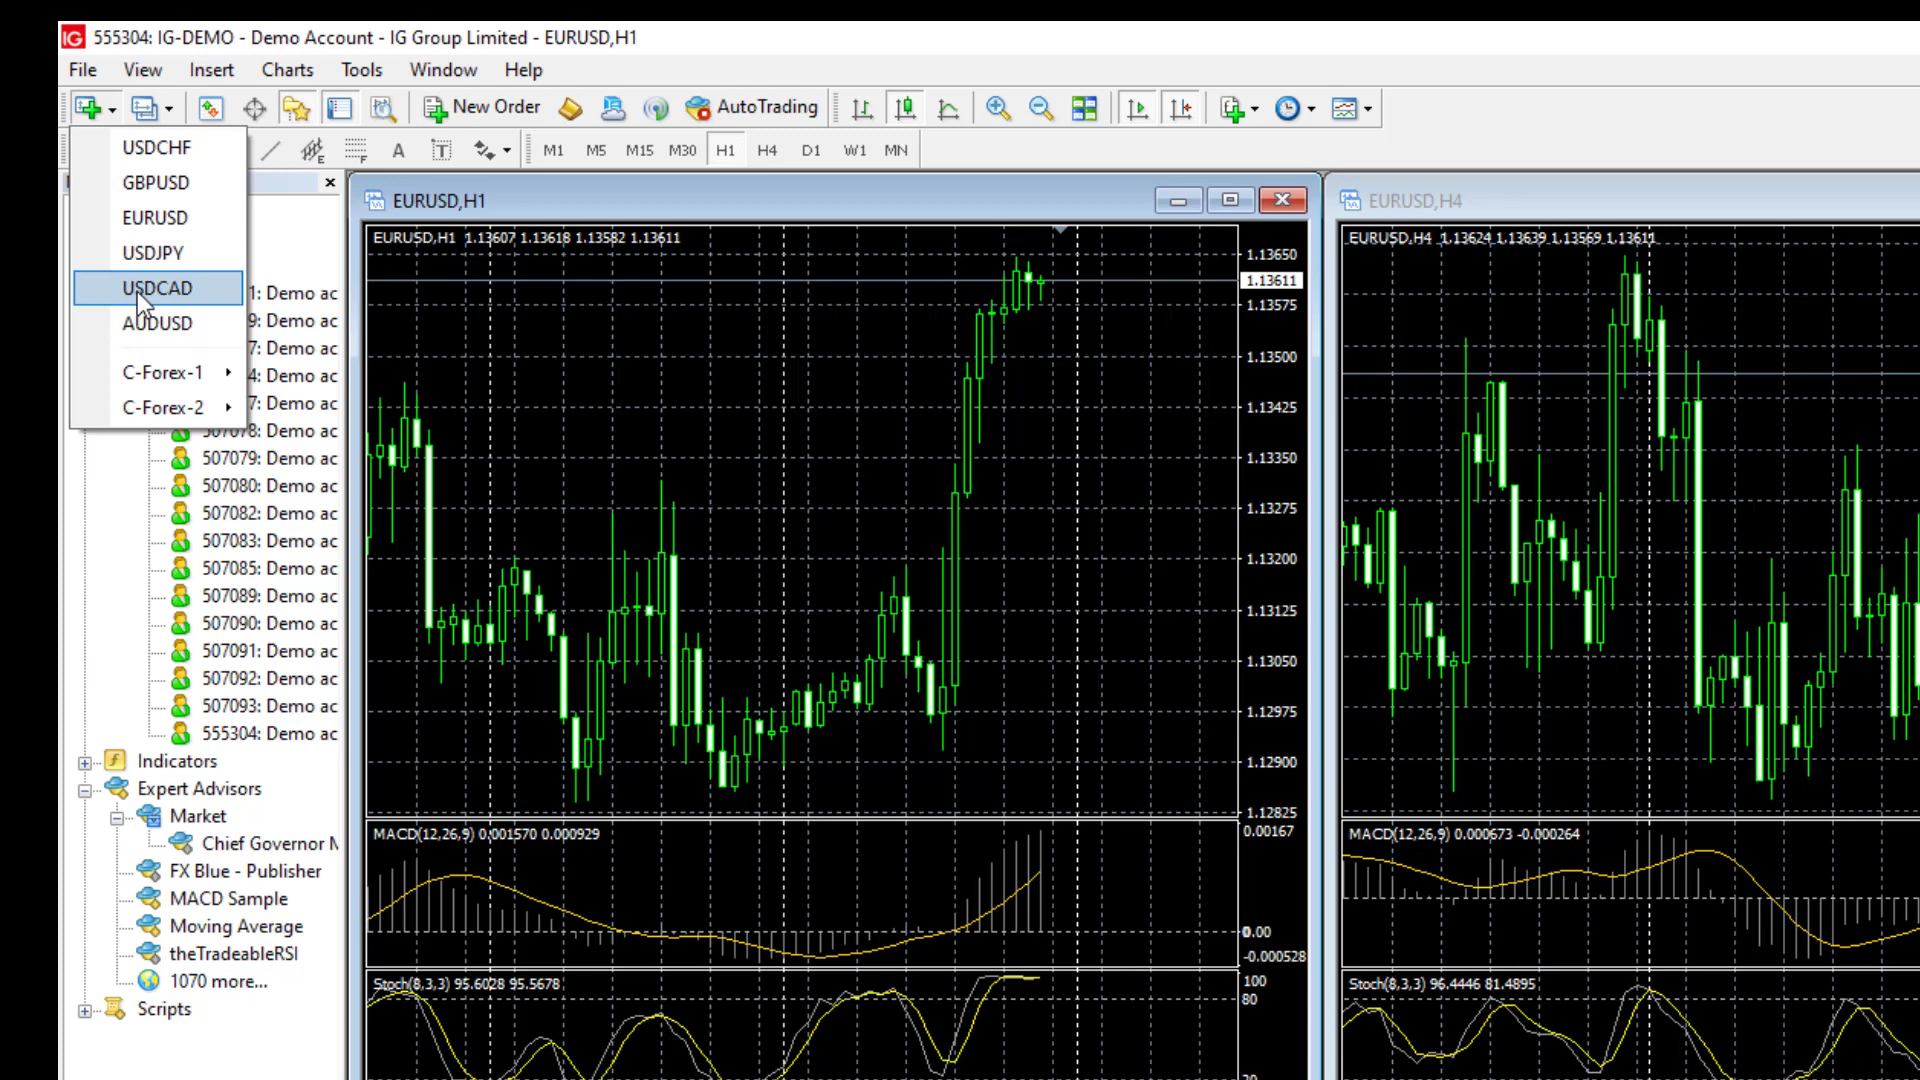 IG 555304: IG-DEMO - Demo Account - IG Group Limited - EURUSD,H1
File View Insert Charts Tools Window Help
New Order AutoTrading
A T M1 M5 M15 M30 H1 H4 D1 W1 MN
USDCHF
GBPUSD
EURUSD
USDJPY
USDCAD
AUDUSD
C-Forex-1
C-Forex-2
1: Demo ac
9: Demo ac
7: Demo ac
4: Demo ac
7: Demo ac
507078: Demo ac
507079: Demo ac
507080: Demo ac
507082: Demo ac
507083: Demo ac
507085: Demo ac
507089: Demo ac
507090: Demo ac
507091: Demo ac
507092: Demo ac
507093: Demo ac
555304: Demo ac
Indicators
Expert Advisors
Market
Chief Governor
FX Blue - Publisher
MACD Sample
Moving Average
theTradeableRSI
1070 more...
Scripts
EURUSD,H1
EURUSD,H1 1.13607 1.13618 1.13582 1.13611
1.13650
1.13611
1.13575
1.13500
1.13425
1.13350
1.13275
1.13200
1.13125
1.13050
1.12975
1.12900
1.12825
MACD(12,26,9) 0.001570 0.000929
0.00167
0.00
-0.000528
Stoch(8,3,3) 95.6028 95.5678
100
80
20
EURUSD,H4
EURUSD,H4 1.13624 1.13639 1.13569 1.13611
MACD(12,26,9) 0.000673 -0.000264
Stoch(8,3,3) 96.4446 81.4895